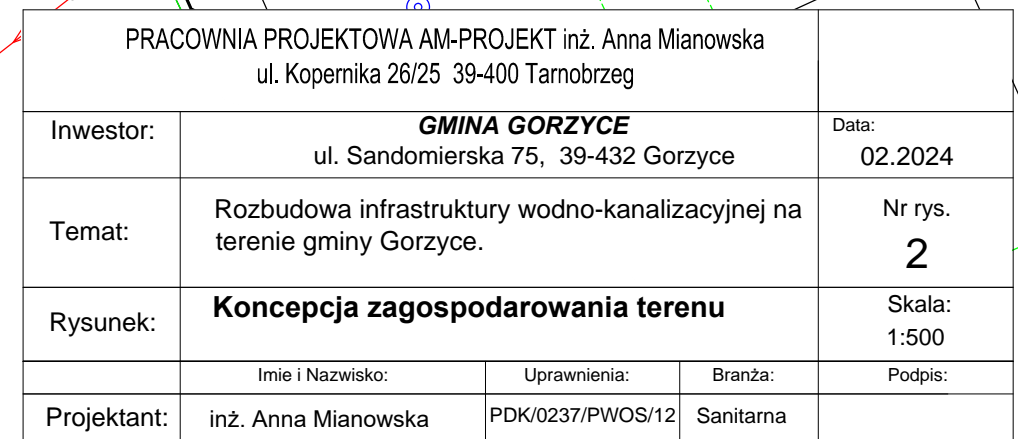 PRACOWNIA PROJEKTOWA AM-PROJEKT inż. Anna Mianowska
ul. Kopernika 26/25 39-400 Tarnobrzeg
Inwestor:
GMINA GORZYCE
ul. Sandomierska 75, 39-432 Gorzyce
Data:
02.2024
Temat:
Rozbudowa infrastruktury wodno-kanalizacyjnej na
terenie gminy Gorzyce.
Nr rys.
2
Rysunek:
Koncepcja zagospodarowania terenu
Skala:
1:500
Imie i Nazwisko:
Uprawnienia:
Branża:
Podpis:
Projektant:
inż. Anna Mianowska
PDK/0237/PWOS/12
Sanitarna